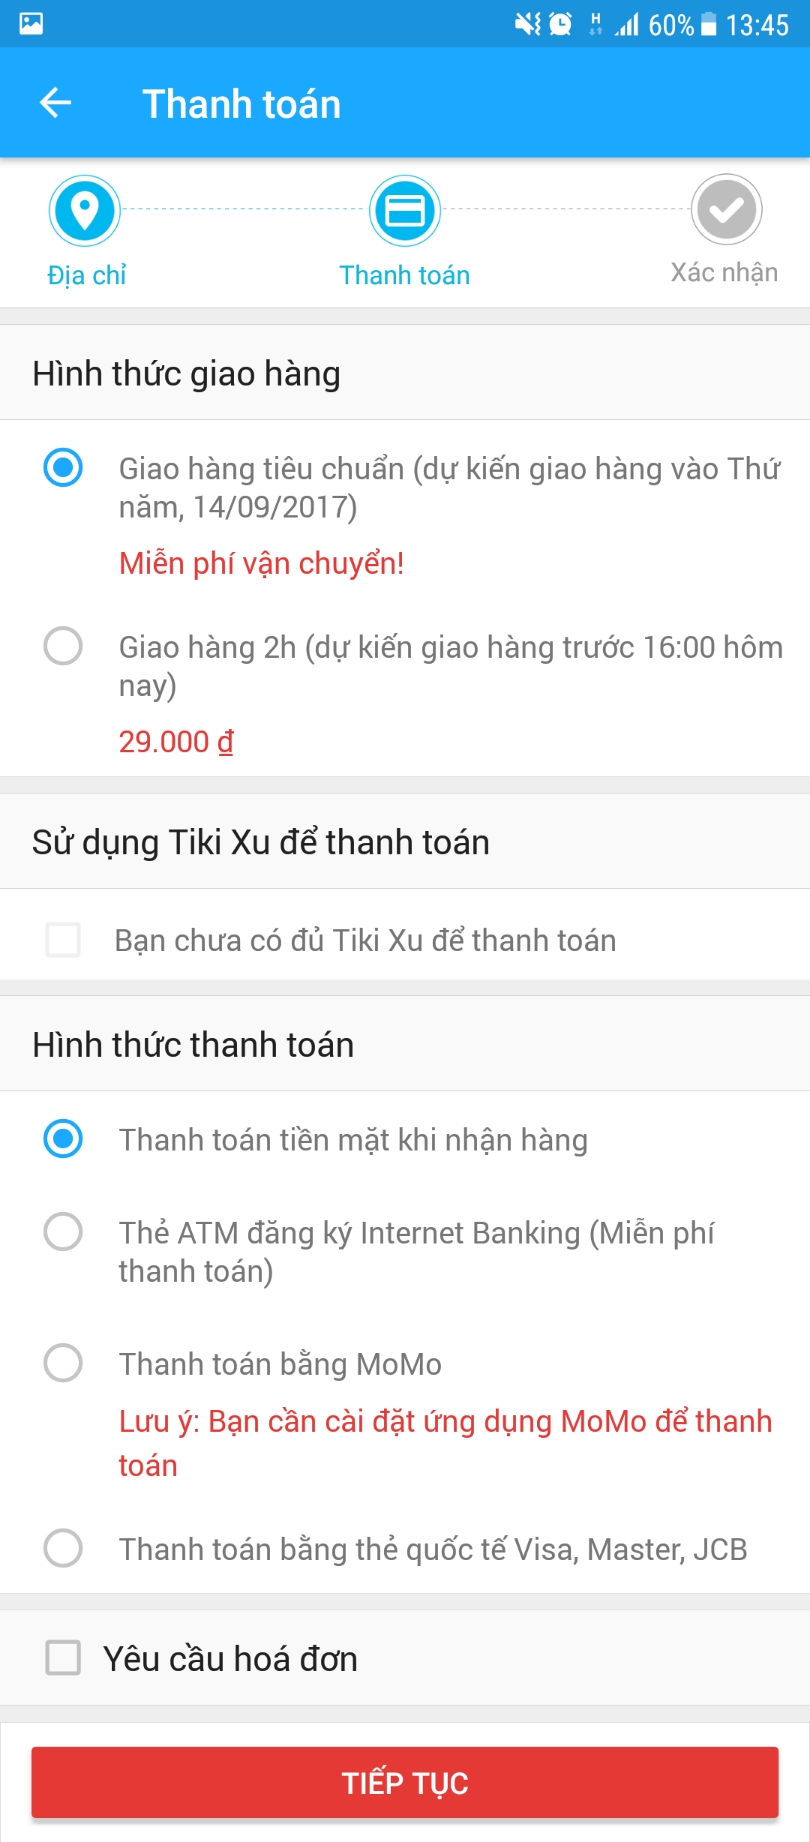 H 60% 13:45
Thanh toán
Địa chỉ
Thanh toán
Xác nhận
Hình thức giao hàng
Giao hàng tiêu chuẩn (dự kiến giao hàng vào Thứ
năm, 14/09/2017)
Miễn phí vận chuyển!
Giao hàng 2h (dự kiến giao hàng trước 16:00 hôm
nay)
29.000 ₫
Sử dụng Tiki Xu để thanh toán
Bạn chưa có đủ Tiki Xu để thanh toán
Hình thức thanh toán
Thanh toán tiền mặt khi nhận hàng
Thẻ ATM đăng ký Internet Banking (Miễn phí
thanh toán)
Thanh toán bằng MoMo
Lưu ý: Bạn cần cài đặt ứng dụng MoMo để thanh
toán
Thanh toán bằng thẻ quốc tế Visa, Master, JCB
Yêu cầu hoá đơn
TIẾP TỤC